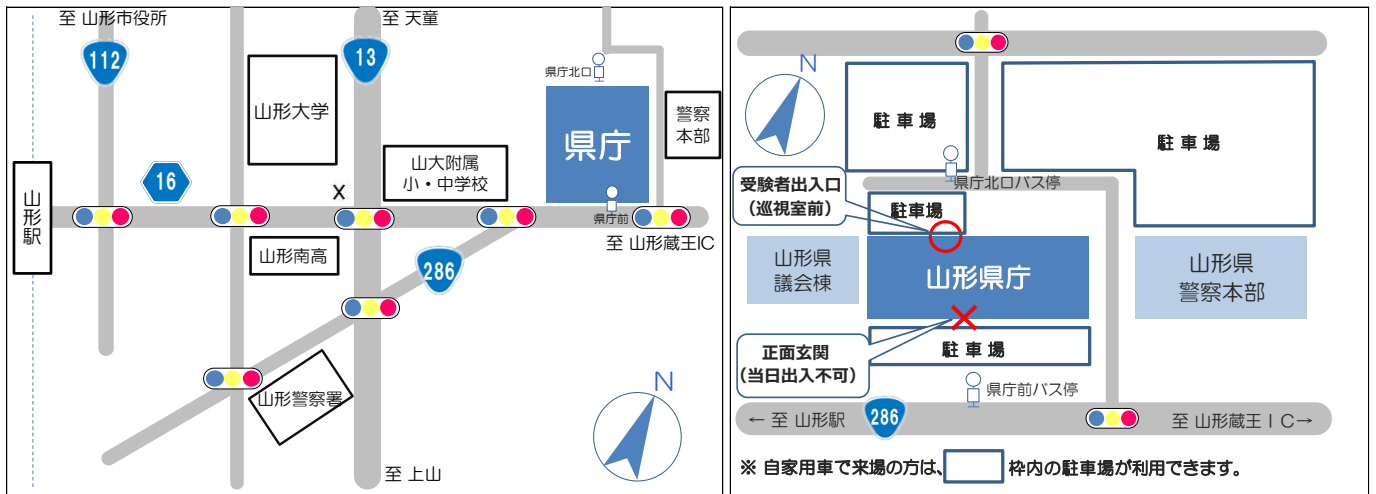 至 山形市役所
至 天童
112
13
県庁北口
山形大学
警察
本部
県庁
山大附属
小・中学校
16
x
山形駅
県庁前
至 山形蔵王IC
山形南高
286
N
山形警察署
至 上山
N
駐 車 場
駐 車 場
受験者出入口
(巡視室前)
県庁北口バス停
駐車場
山形県
議会棟
山形県庁
山形県
警察本部
正面玄関
(当日出入不可)
駐 車 場
県庁前バス停
← 至 山形駅
286
至 山形蔵王IC→
※ 自家用車で来場の方は、 枠内の駐車場が利用できます。